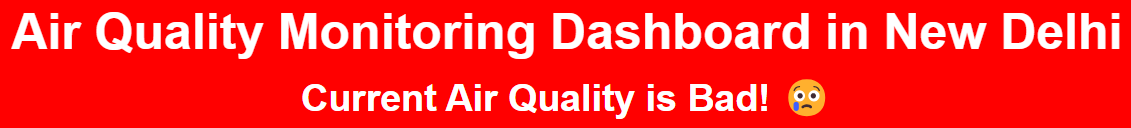 Air Quality Monitoring Dashboard in New Delhi
Current Air Quality is Bad! 😢